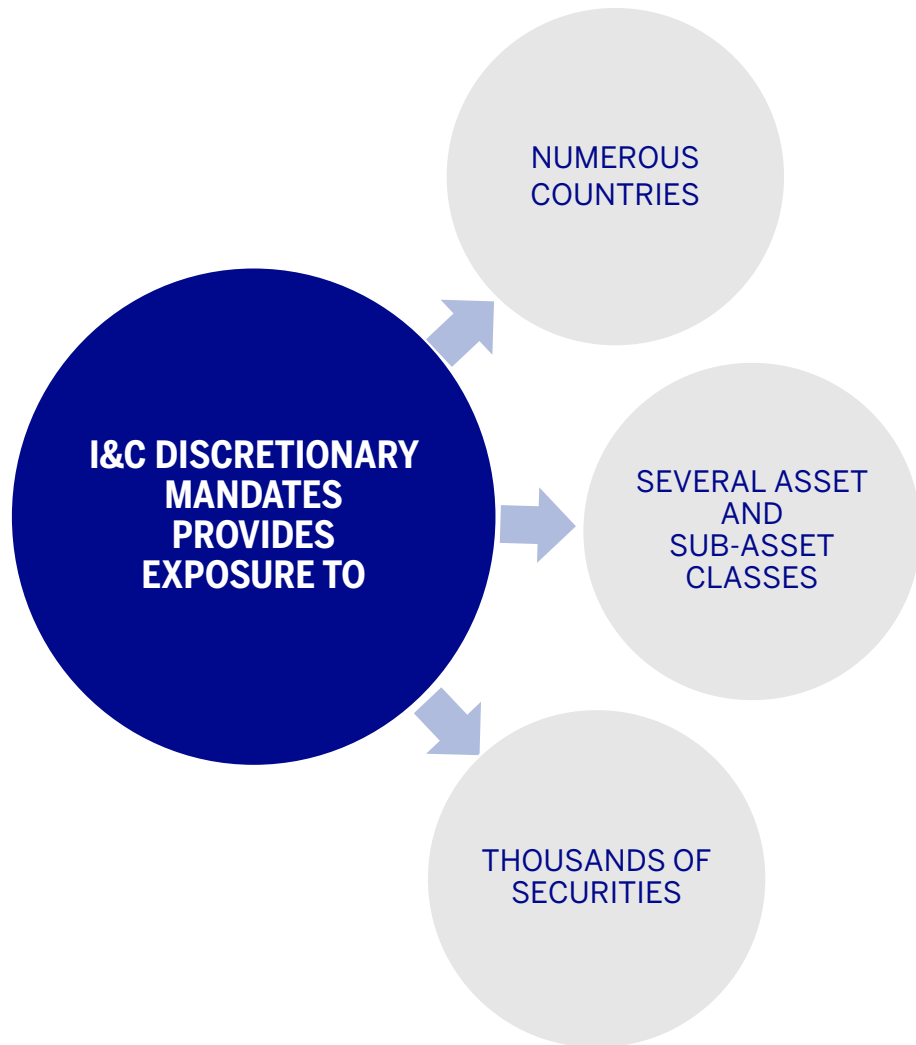 NUMEROUS
COUNTRIES
I&C DISCRETIONARY
MANDATES
PROVIDES
EXPOSURE TO
SEVERAL ASSET
AND
SUB-ASSET
CLASSES
THOUSANDS OF
SECURITIES